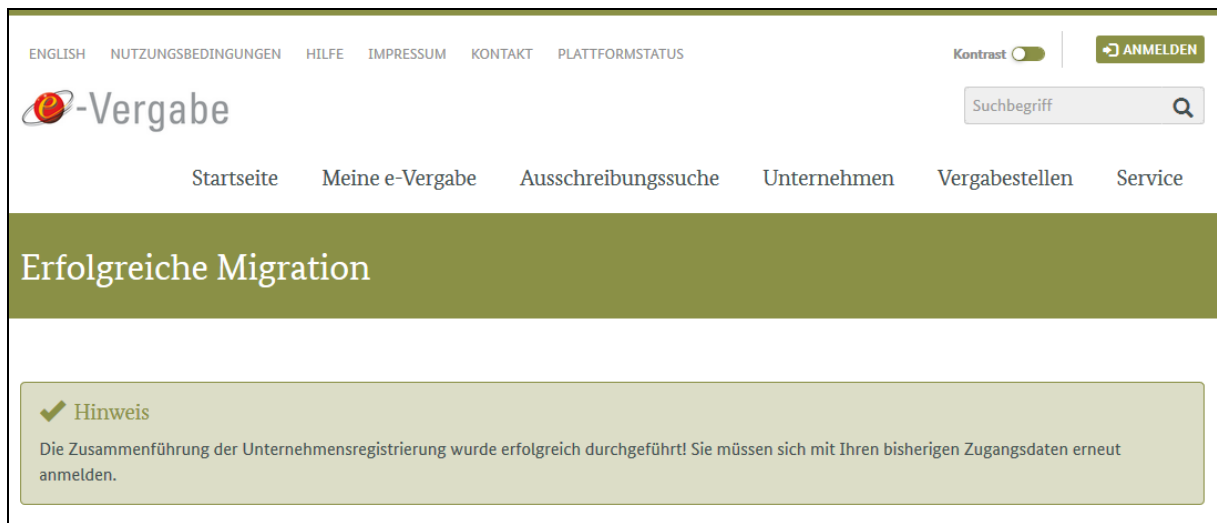 ENGLISH NUTZUNGSBEDINGUNGEN HILFE IMPRESSUM KONTAKT PLATTFORMSTATUS Kontrast ANMELDEN
e-Vergabe
Suchbegriff
Startseite Meine e-Vergabe Ausschreibungssuche Unternehmen Vergabestellen Service
Erfolgreiche Migration
Hinweis
Die Zusammenführung der Unternehmensregistrierung wurde erfolgreich durchgeführt! Sie müssen sich mit Ihren bisherigen Zugangsdaten erneut
anmelden.